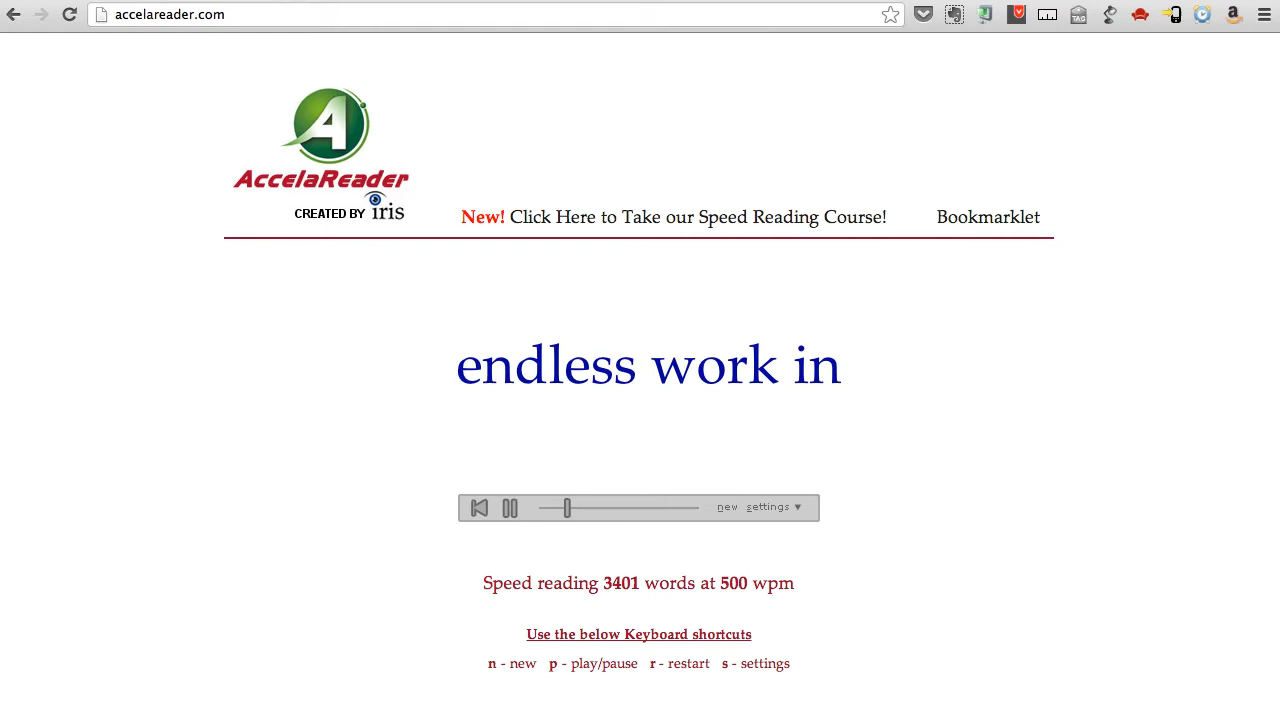 accelareader.com
TAG
A
AccelaReader
CREATED BY iris
New! Click Here to Take our Speed Reading Course! Bookmarklet
endless work in
new settings ▼
Speed reading 3401 words at 500 wpm
Use the below Keyboard shortcuts
n - new p - play/pause r - restart s - settings